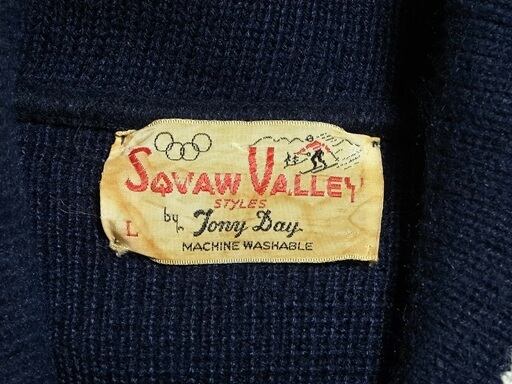 SQVAW VALLEY
STYLES
L by Tony Day
MACHINE WASHABLE